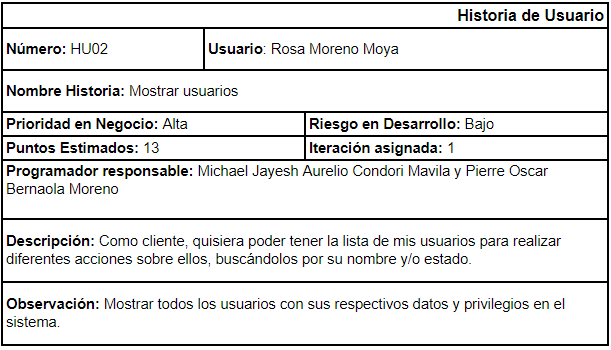 Historia de Usuario
Número: HU02 Usuario: Rosa Moreno Moya
Nombre Historia: Mostrar usuarios
Prioridad en Negocio: Alta Riesgo en Desarrollo: Bajo
Puntos Estimados: 13 Iteración asignada: 1
Programador responsable: Michael Jayesh Aurelio Condori Mavila y Pierre Oscar
Bernaola Moreno
Descripción: Como cliente, quisiera poder tener la lista de mis usuarios para realizar
diferentes acciones sobre ellos, buscándolos por su nombre y/o estado.
Observación: Mostrar todos los usuarios con sus respectivos datos y privilegios en el
sistema.